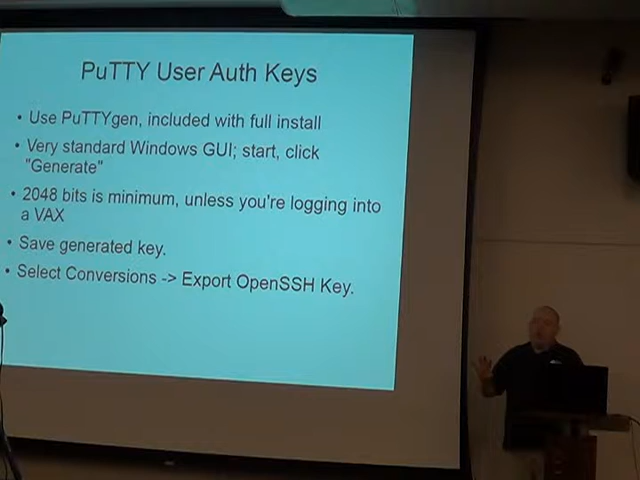 PuTTY User Auth Keys
• Use PuTTYgen, included with full install
• Very standard Windows GUI; start, click
"Generate"
• 2048 bits is minimum, unless you're logging into
a VAX
• Save generated key.
• Select Conversions -> Export OpenSSH Key.